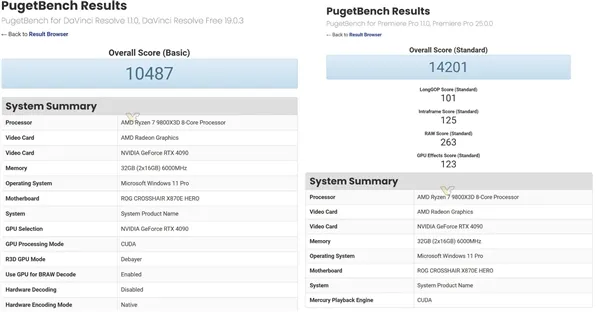 PugetBench Results
PugetBench for DaVinci Resolve 1.1.0, DaVinci Resolve Free 19.0.3
← Back to Result Browser
Overall Score (Basic)
10487
System Summary
Processor AMD Ryzen 7 9800X3D 8-Core Processor
Video Card AMD Radeon Graphics
Video Card NVIDIA GeForce RTX 4090
Memory 32GB (2x16GB) 6000MHz
Operating System Microsoft Windows 11 Pro
Motherboard ROG CROSSHAIR X870E HERO
System System Product Name
GPU Selection NVIDIA GeForce RTX 4090
GPU Processing Mode CUDA
R3D GPU Mode Debayer
Use GPU for BRAW Decode Enabled
Hardware Decoding Disabled
Hardware Encoding Mode Native
PugetBench Results
PugetBench for Premiere Pro 1.1.0, Premiere Pro 25.0.0
← Back to Result Browser
Overall Score (Standard)
14201
LongGOP Score (Standard)
101
Intraframe Score (Standard)
125
RAW Score (Standard)
263
GPU Effects Score (Standard)
123
System Summary
Processor AMD Ryzen 7 9800X3D 8-Core Processor
Video Card AMD Radeon Graphics
Video Card NVIDIA GeForce RTX 4090
Memory 32GB (2x16GB) 6000MHz
Operating System Microsoft Windows 11 Pro
Motherboard ROG CROSSHAIR X870E HERO
System System Product Name
Mercury Playback Engine CUDA